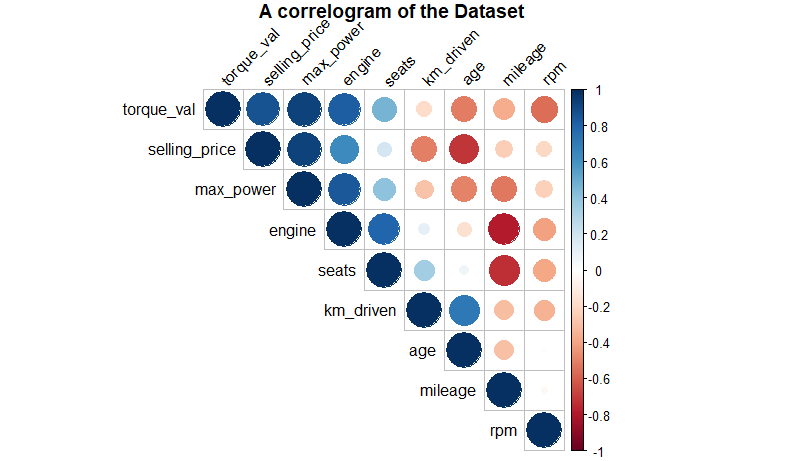 A correlogram of the Dataset
torque_val
selling_price
max_power
engine
seats
km_driven
age
mileage
rpm
torque_val
selling_price
max_power
engine
seats
km_driven
age
mileage
rpm
1
0.8
0.6
0.4
0.2
0
-0.2
-0.4
-0.6
-0.8
-1